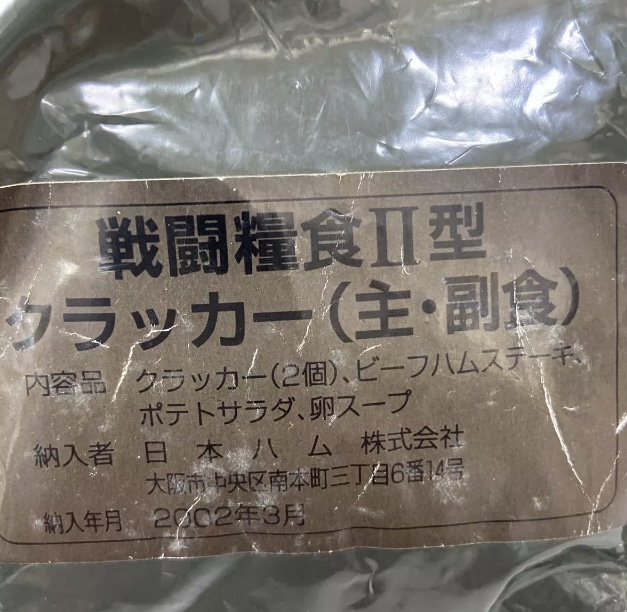 戦闘糧食Ⅱ型
クラッカー(主・副食)
内容品 クラッカー(2個)、ビーフハムステーキ、
ポテトサラダ、卵スープ
納入者 日本ハム 株式会社
大阪市中央区南本町三丁目6番14号
納入年月 2002年3月